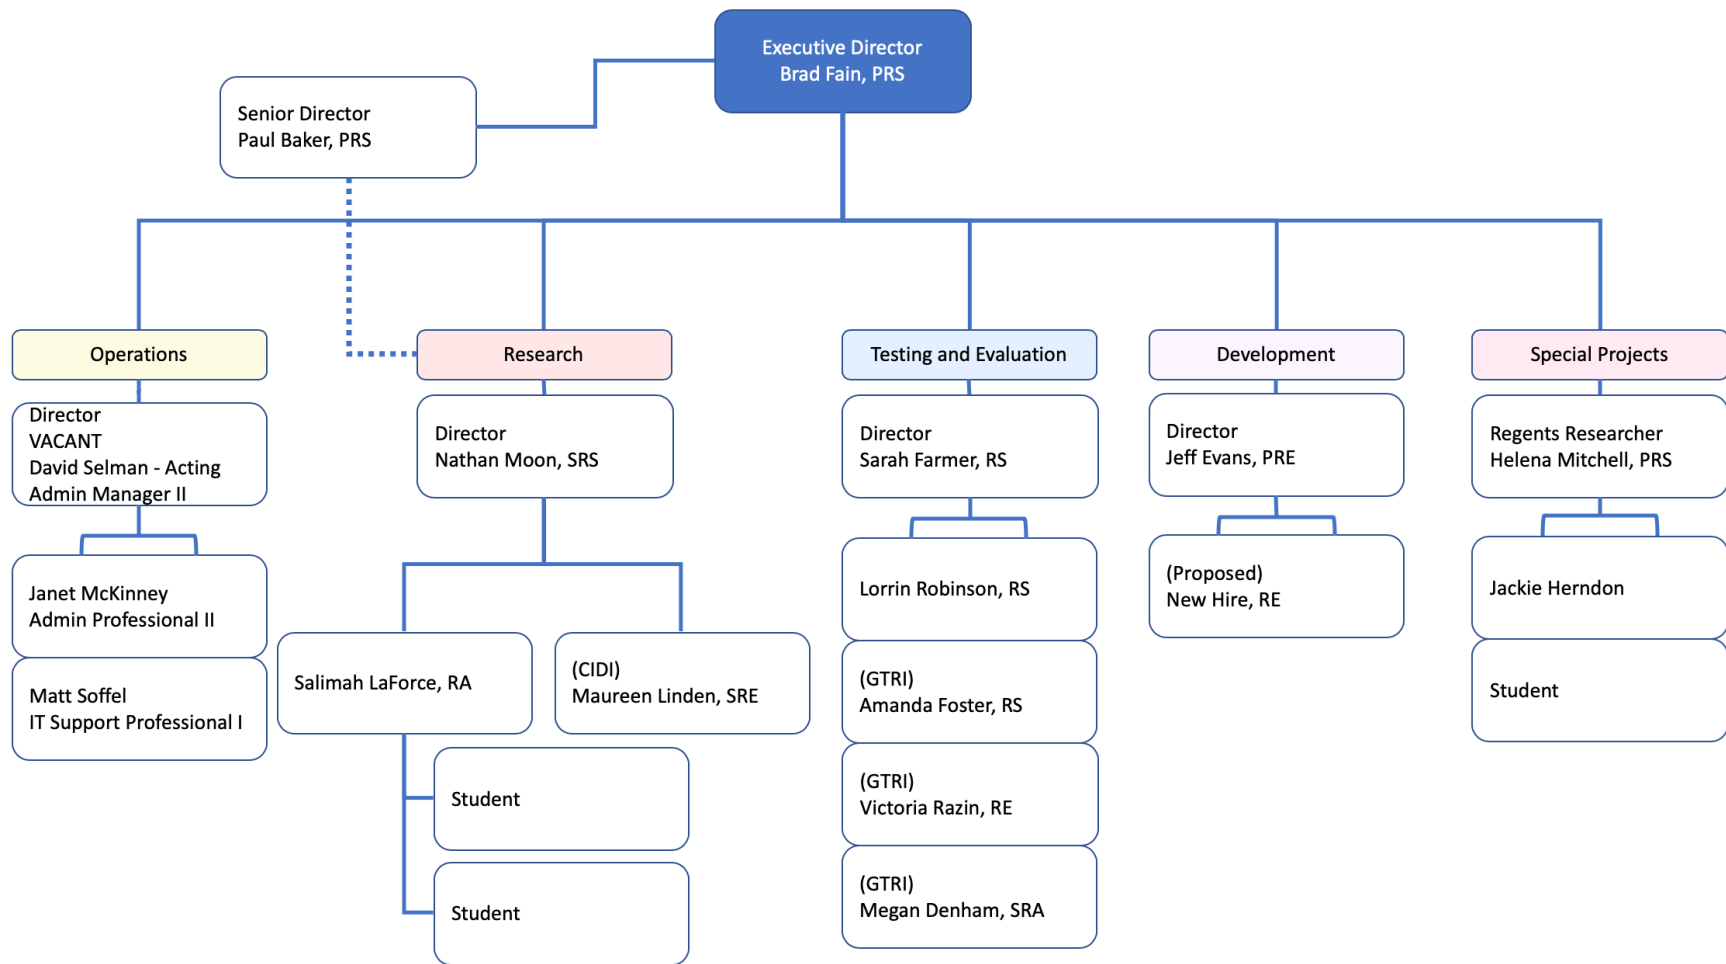 Executive Director
Brad Fain, PRS
Senior Director
Paul Baker, PRS
Operations
Research
Testing and Evaluation
Development
Special Projects
Director
VACANT
David Selman - Acting
Admin Manager II
Director
Nathan Moon, SRS
Director
Sarah Farmer, RS
Director
Jeff Evans, PRE
Regents Researcher
Helena Mitchell, PRS
Janet McKinney
Admin Professional II
Matt Soffel
IT Support Professional I
Salimah LaForce, RA
(CIDI)
Maureen Linden, SRE
Student
Student
Lorrin Robinson, RS
(GTRI)
Amanda Foster, RS
(GTRI)
Victoria Razin, RE
(GTRI)
Megan Denham, SRA
(Proposed)
New Hire, RE
Jackie Herndon
Student